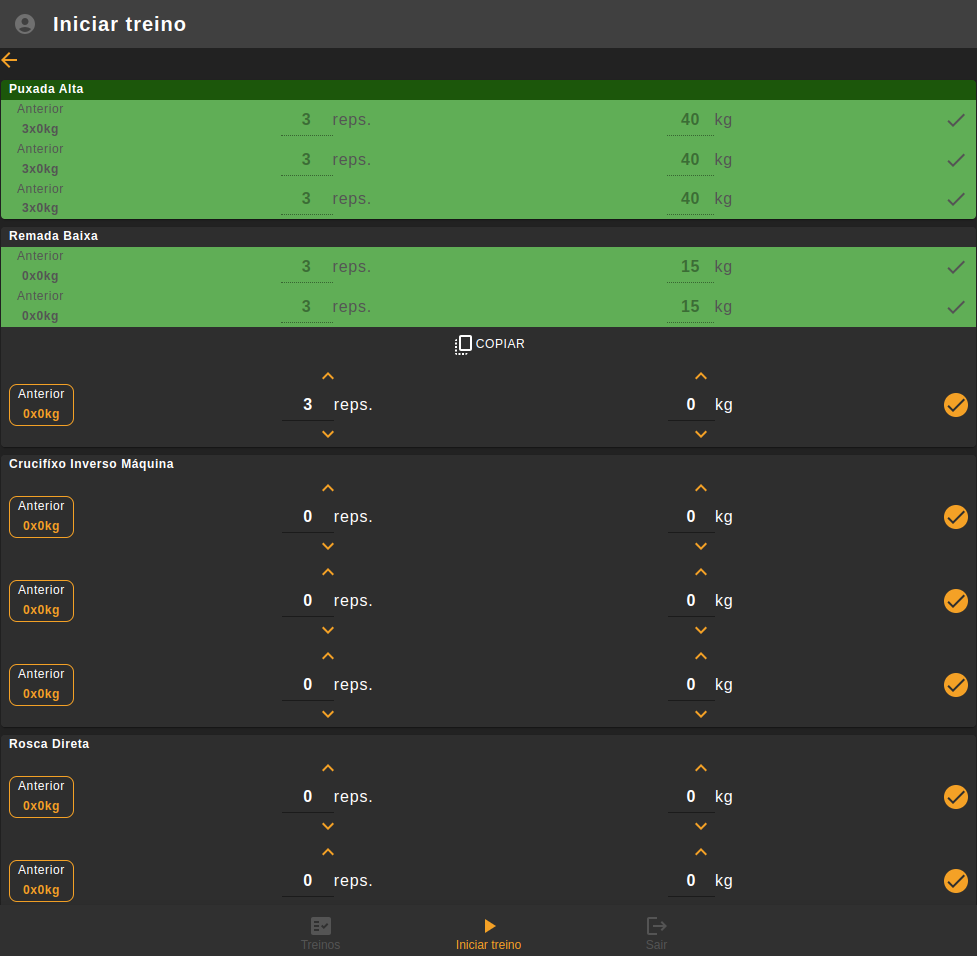 Iniciar treino
Puxada Alta
Anterior
3x0kg
3 reps. 40 kg
Anterior
3x0kg
3 reps. 40 kg
Anterior
3x0kg
3 reps. 40 kg
Remada Baixa
Anterior
0x0kg
3 reps. 15 kg
Anterior
0x0kg
3 reps. 15 kg
COPIAR
Anterior
0x0kg
3 reps. 0 kg
Crucifíxo Inverso Máquina
Anterior
0x0kg
0 reps. 0 kg
Anterior
0x0kg
0 reps. 0 kg
Anterior
0x0kg
0 reps. 0 kg
Rosca Direta
Anterior
0x0kg
0 reps. 0 kg
Anterior
0x0kg
0 reps. 0 kg
Treinos Iniciar treino Sair